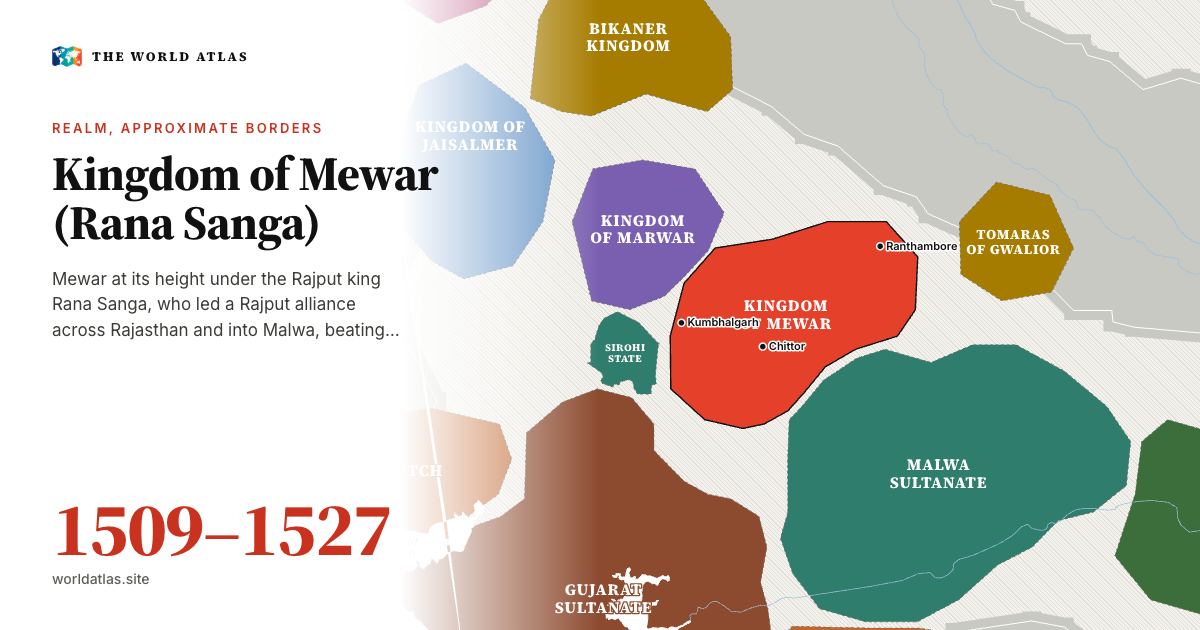 THE WORLD ATLAS
REALM, APPROXIMATE BORDERS
Kingdom of Mewar
(Rana Sanga)
Mewar at its height under the Rajput king
Rana Sanga, who led a Rajput alliance
across Rajasthan and into Malwa, beating...
1509–1527
worldatlas.site
BIKANER
KINGDOM
KINGDOM OF
JAISALMER
KINGDOM
OF MARWAR
TOMARAS
OF GWALIOR
Ranthambore
KINGDOM
MEWAR
Kumbhalgarh
Chittor
SIROHI
STATE
MALWA
SULTANATE
TCH
GUJARAT
SULTANATE